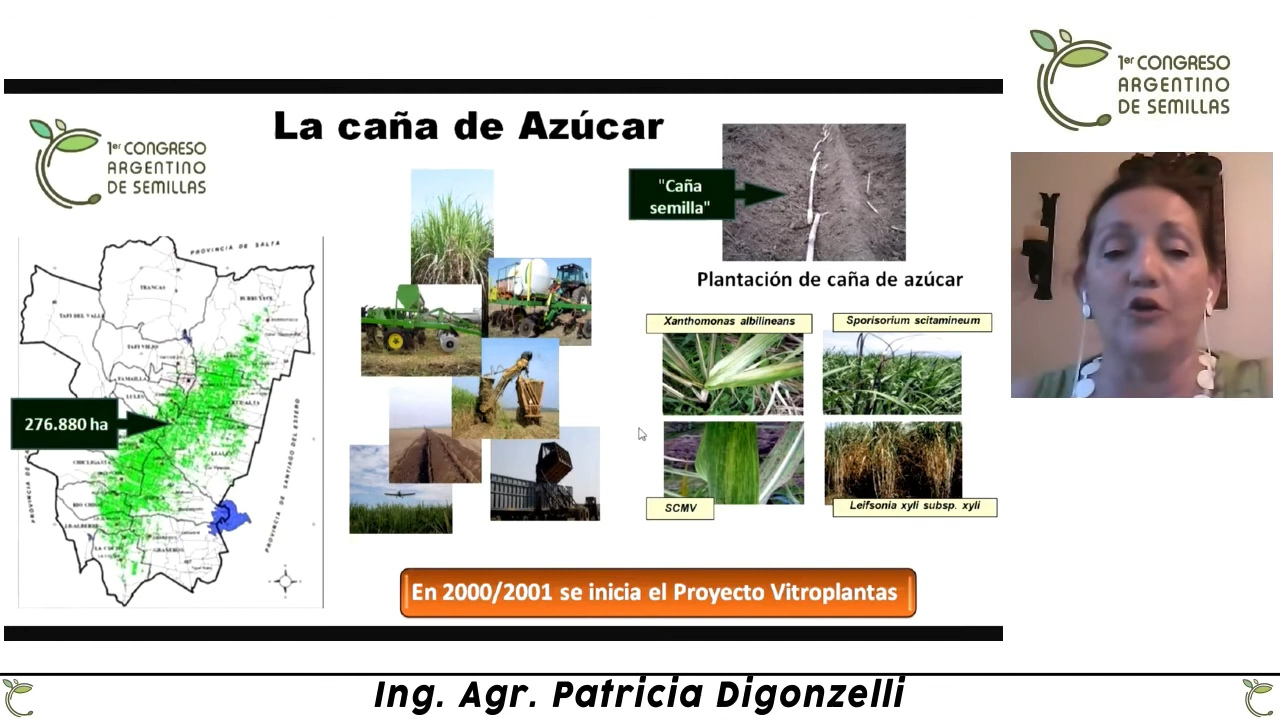 1er CONGRESO
ARGENTINO
DE SEMILLAS
La caña de Azúcar
1er CONGRESO
ARGENTINO
DE SEMILLAS
"Caña
semilla"
Plantación de caña de azúcar
PROVINCIA DE SALTA
TRANCAS
BURRUYACU
TAFI DEL VALLE
TAFI VIEJO
276.880 ha
PROVINCIA DE SANTIAGO DEL ESTERO
Xanthomonas albilineans
Sporisorium scitamineum
SCMV
Leifsonia xyli subsp. xyli
En 2000/2001 se inicia el Proyecto Vitroplantas
Ing. Agr. Patricia Digonzelli